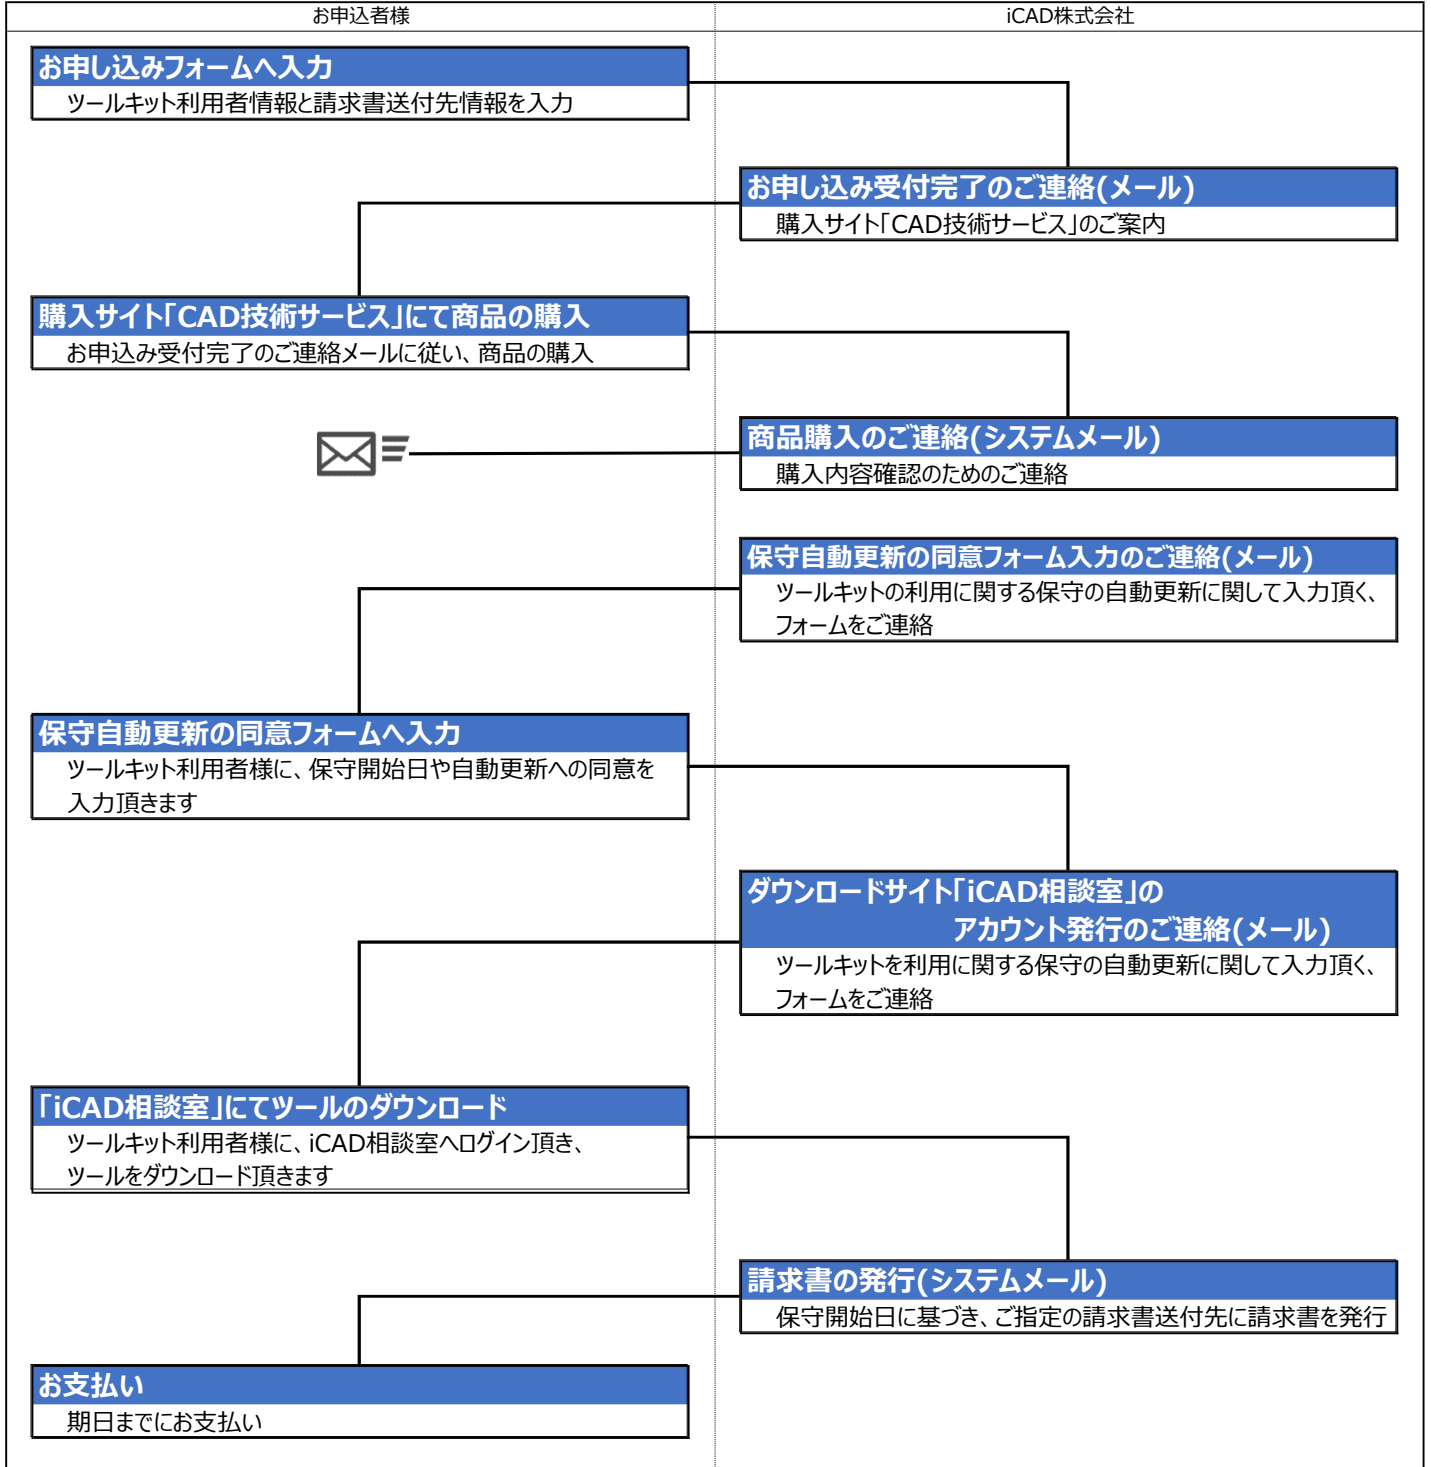 お申込者様
iCAD株式会社
お申し込みフォームへ入力
ツールキット利用者情報と請求書送付先情報を入力
お申し込み受付完了のご連絡(メール)
購入サイト「CAD技術サービス」のご案内
購入サイト「CAD技術サービス」にて商品の購入
お申込み受付完了のご連絡メールに従い、商品の購入
商品購入のご連絡(システムメール)
購入内容確認のためのご連絡
保守自動更新の同意フォーム入力のご連絡(メール)
ツールキットの利用に関する保守の自動更新に関して入力頂く、
フォームをご連絡
保守自動更新の同意フォームへ入力
ツールキット利用者様に、保守開始日や自動更新への同意を
入力頂きます
ダウンロードサイト「iCAD相談室」の
アカウント発行のご連絡(メール)
ツールキットを利用に関する保守の自動更新に関して入力頂く、
フォームをご連絡
「iCAD相談室」にてツールのダウンロード
ツールキット利用者様に、iCAD相談室へログイン頂き、
ツールをダウンロード頂きます
請求書の発行(システムメール)
保守開始日に基づき、ご指定の請求書送付先に請求書を発行
お支払い
期日までにお支払い